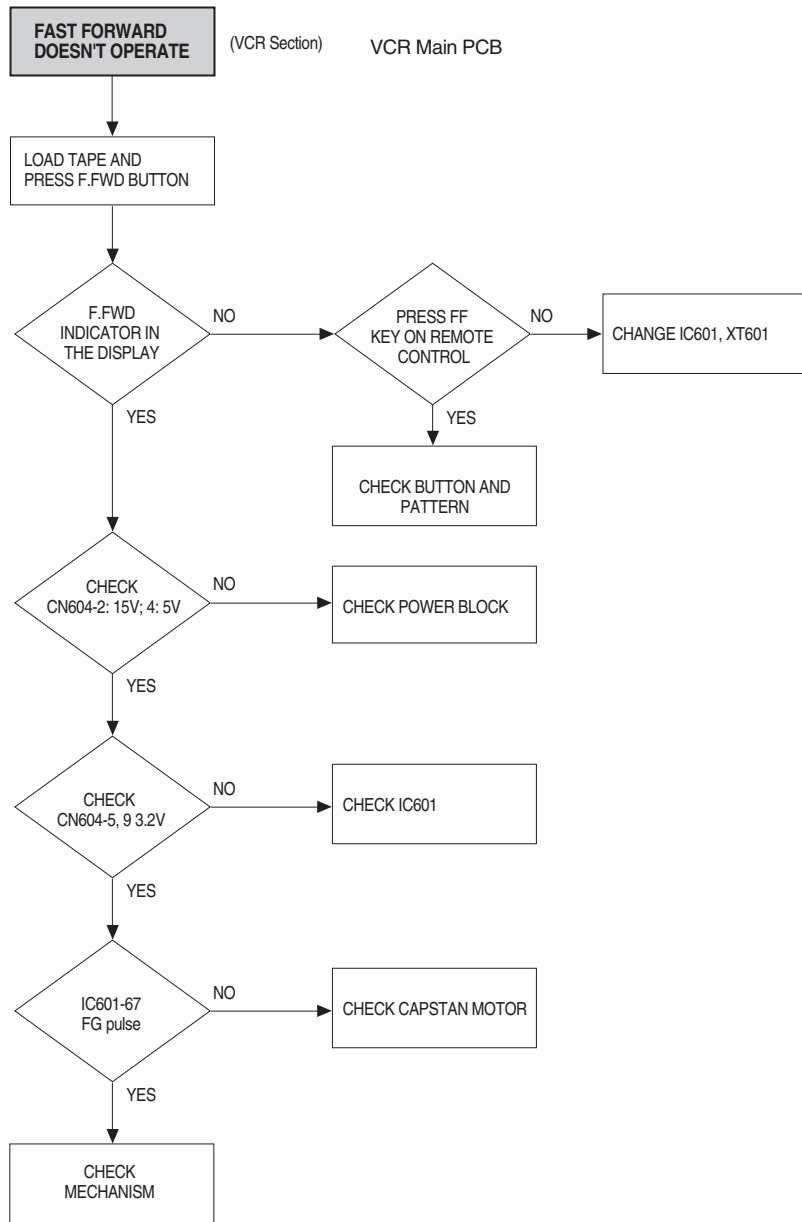 FAST FORWARD
DOESN'T OPERATE
(VCR Section)
VCR Main PCB
LOAD TAPE AND
PRESS F.FWD BUTTON
F.FWD
INDICATOR IN
THE DISPLAY
NO
PRESS FF
KEY ON REMOTE
CONTROL
NO
CHANGE IC601, XT601
YES
YES
CHECK BUTTON AND
PATTERN
CHECK
CN604-2: 15V; 4: 5V
NO
CHECK POWER BLOCK
YES
CHECK
CN604-5, 9 3.2V
NO
CHECK IC601
YES
IC601-67
FG pulse
NO
CHECK CAPSTAN MOTOR
YES
CHECK
MECHANISM